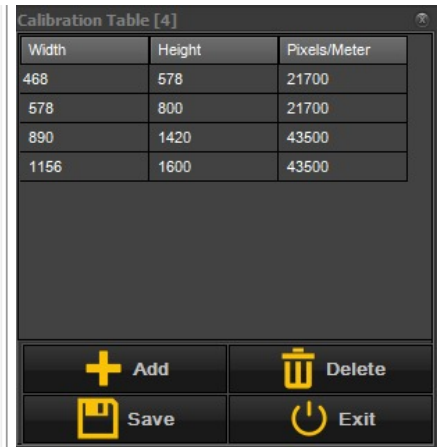 Calibration Table [4]
Width Height Pixels/Meter
468 578 21700
578 800 21700
890 1420 43500
1156 1600 43500
Add Delete
Save Exit